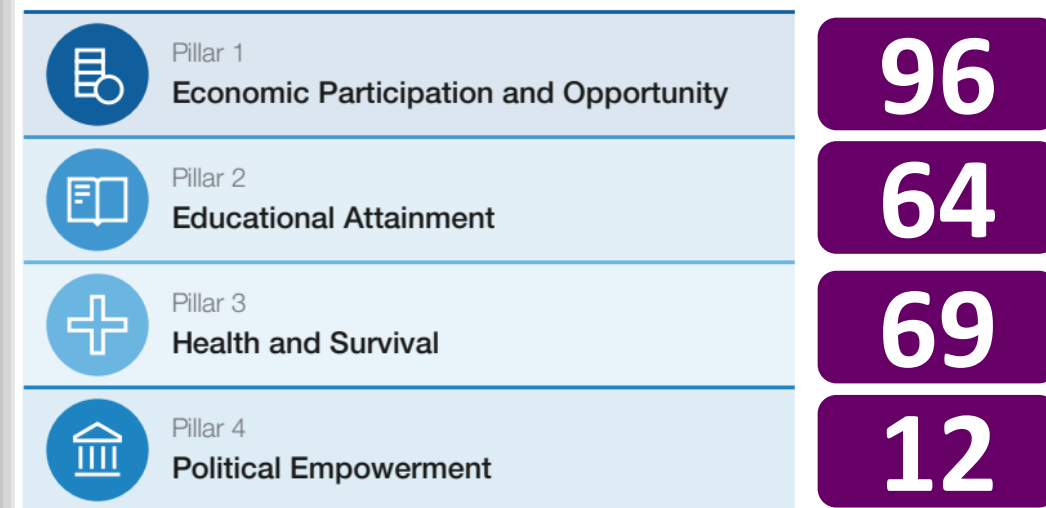 Pillar 1
Economic Participation and Opportunity
96
Pillar 2
Educational Attainment
64
Pillar 3
Health and Survival
69
Pillar 4
Political Empowerment
12